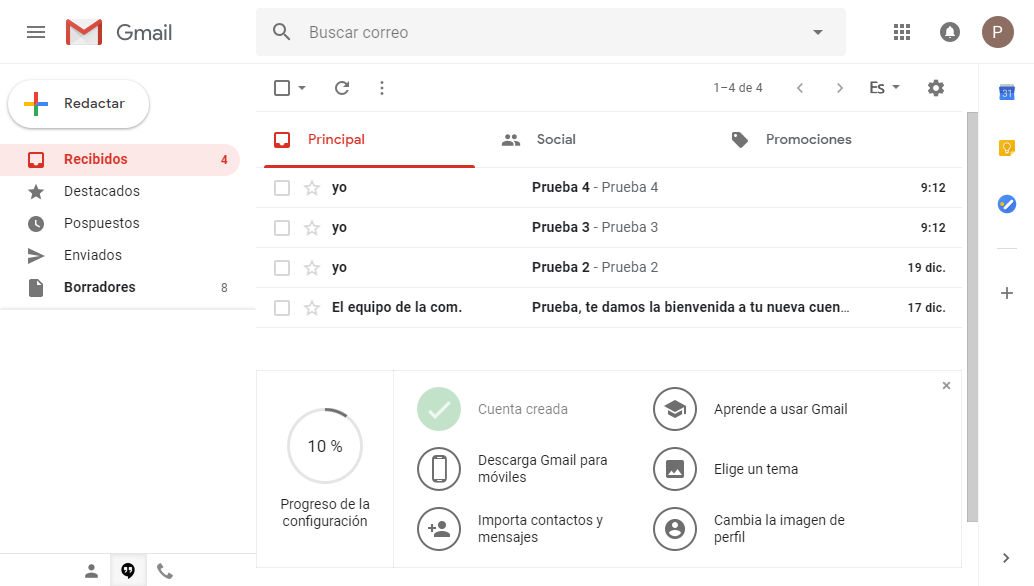 Gmail
Buscar correo
P
Redactar
1–4 de 4
Es
31
Principal
Social
Promociones
Recibidos 4
Destacados
Pospuestos
Enviados
Borradores 8
yo Prueba 4 - Prueba 4 9:12
yo Prueba 3 - Prueba 3 9:12
yo Prueba 2 - Prueba 2 19 dic.
El equipo de la com. Prueba, te damos la bienvenida a tu nueva cuen… 17 dic.
10 %
Progreso de la
configuración
Cuenta creada
Aprende a usar Gmail
Descarga Gmail para
móviles
Elige un tema
Importa contactos y
mensajes
Cambia la imagen de
perfil